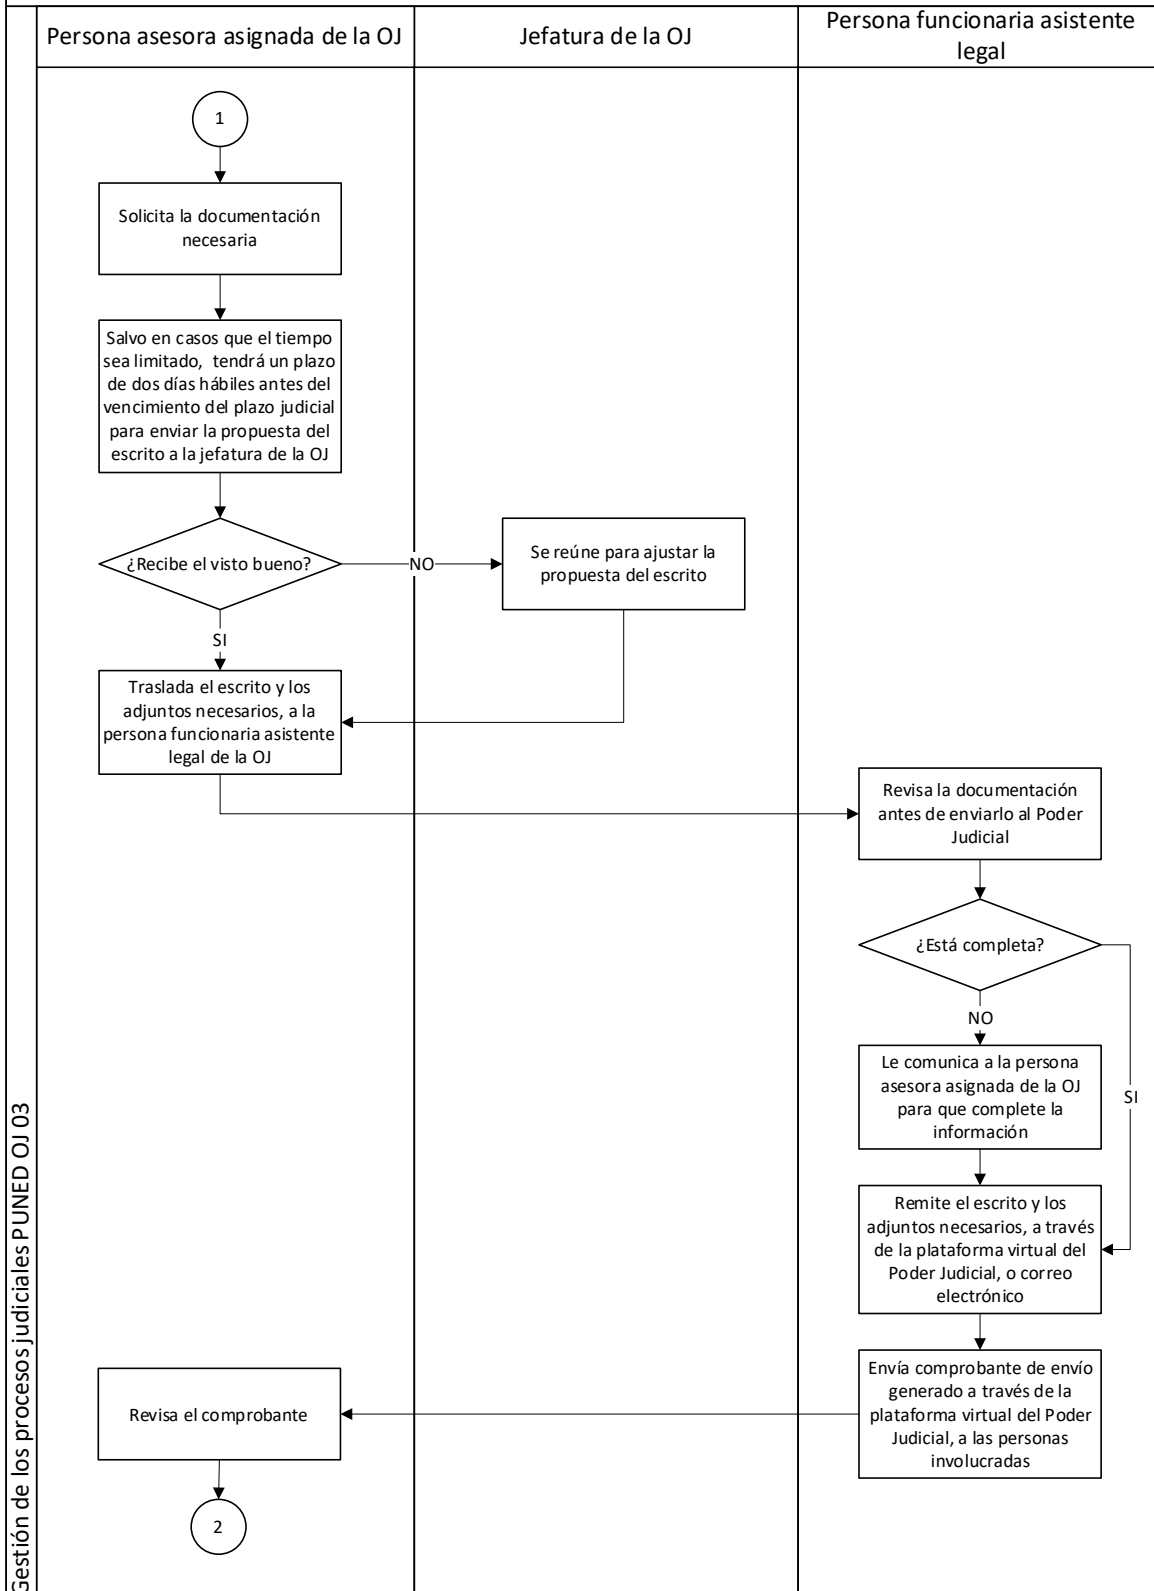 Persona asesora asignada de la OJ
Jefatura de la OJ
Persona funcionaria asistente
legal
1
Solicita la documentación
necesaria
Salvo en casos que el tiempo
sea limitado, tendrá un plazo
de dos días hábiles antes del
vencimiento del plazo judicial
para enviar la propuesta del
escrito a la jefatura de la OJ
¿Recibe el visto bueno?
NO
Se reúne para ajustar la
propuesta del escrito
SI
Traslada el escrito y los
adjuntos necesarios, a la
persona funcionaria asistente
legal de la OJ
Revisa la documentación
antes de enviarlo al Poder
Judicial
¿Está completa?
NO
SI
Le comunica a la persona
asesora asignada de la OJ
para que complete la
información
Remite el escrito y los
adjuntos necesarios, a través
de la plataforma virtual del
Poder Judicial, o correo
electrónico
Envía comprobante de envío
generado a través de la
plataforma virtual del Poder
Judicial, a las personas
involucradas
Revisa el comprobante
2
Gestión de los procesos judiciales PUNED OJ 03